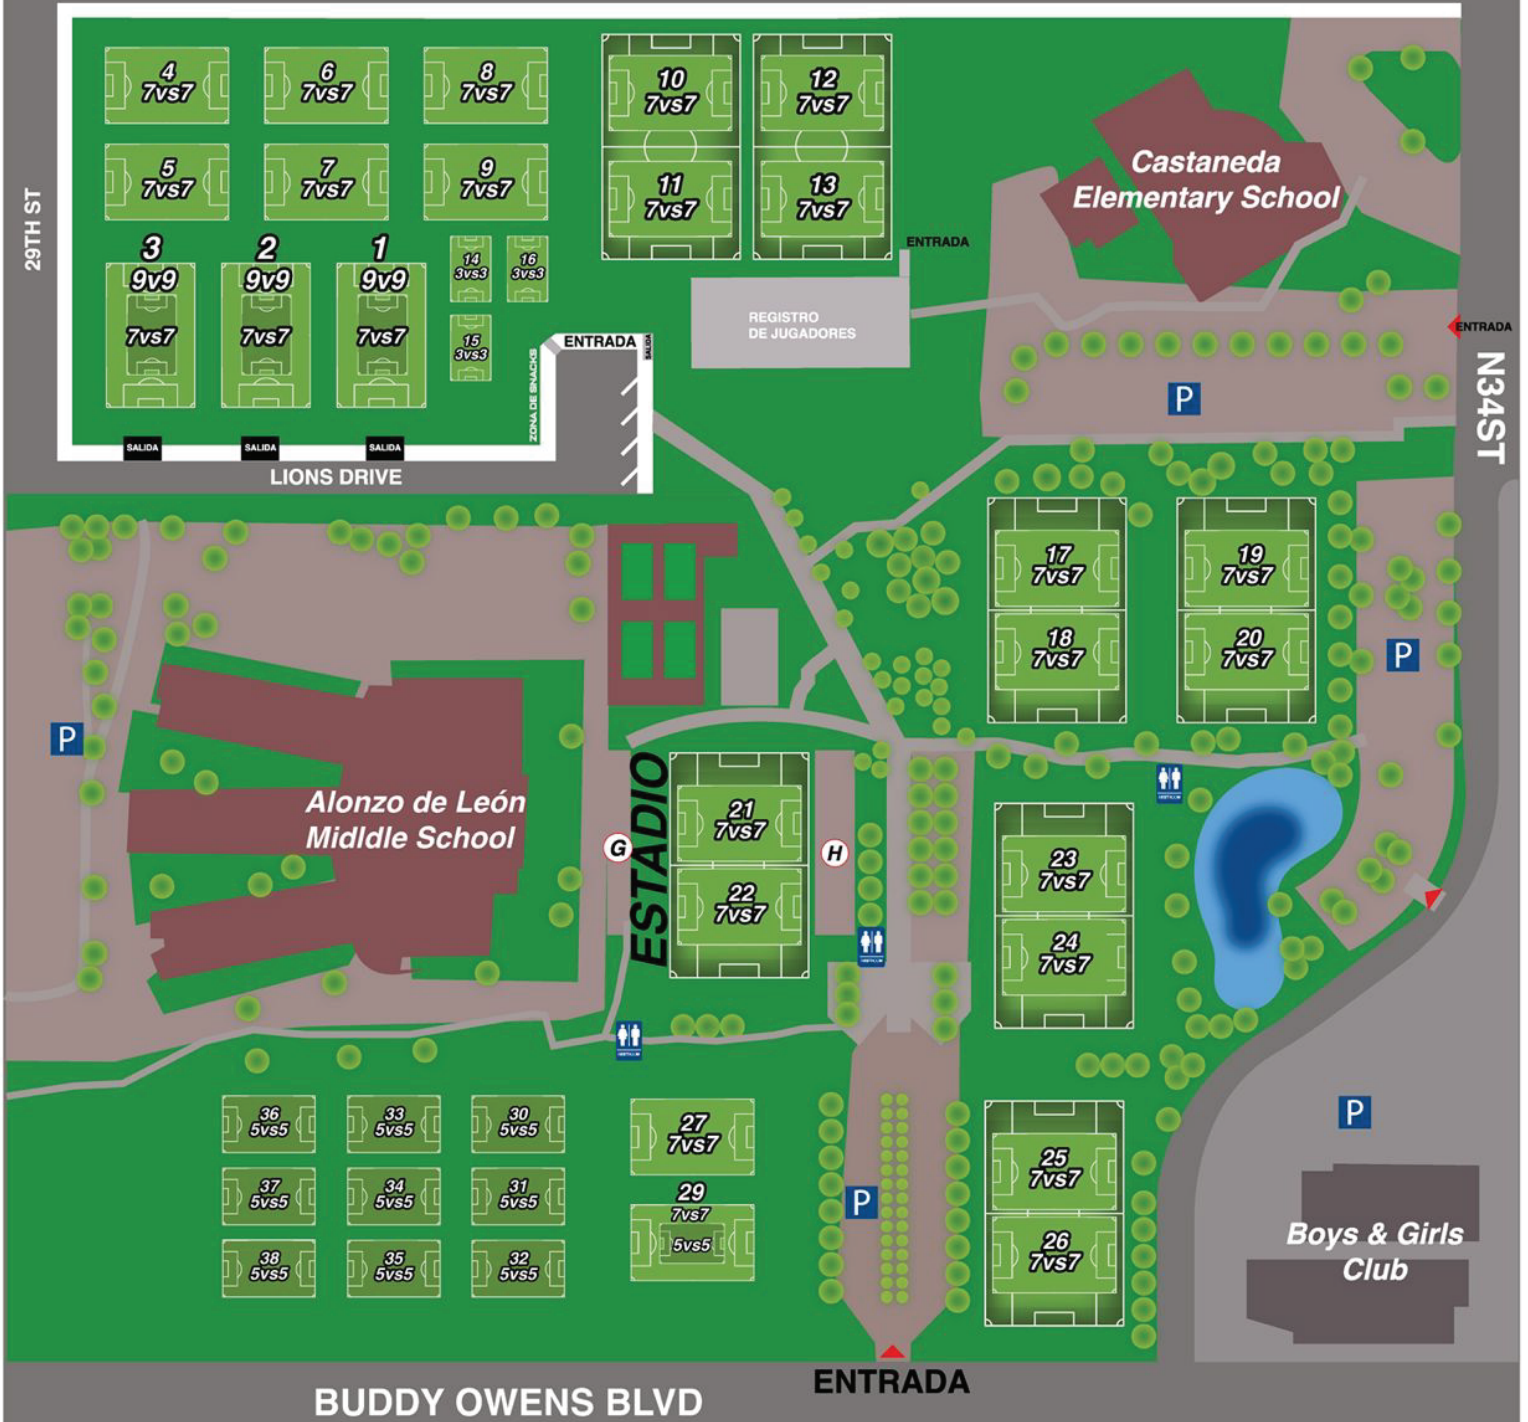 4
7vs7
6
7vs7
8
7vs7
10
7vs7
12
7vs7
5
7vs7
7
7vs7
9
7vs7
11
7vs7
13
7vs7
Castaneda
Elementary School
29TH ST
3
9v9
7vs7
2
9v9
7vs7
1
9v9
7vs7
14
3vs3
16
3vs3
15
3vs3
ENTRADA
REGISTRO
DE JUGADORES
ENTRADA
SALIDA
ZONA DE SNACKS
ENTRADA
N34ST
P
SALIDA
SALIDA
SALIDA
LIONS DRIVE
17
7vs7
18
7vs7
19
7vs7
20
7vs7
P
P
Alonzo de León
Midldle School
G
ESTADIO
21
7vs7
22
7vs7
H
23
7vs7
24
7vs7
36
5vs5
33
5vs5
30
5vs5
37
5vs5
34
5vs5
31
5vs5
38
5vs5
35
5vs5
32
5vs5
27
7vs7
29
7vs7
5vs5
P
25
7vs7
26
7vs7
P
Boys & Girls
Club
ENTRADA
BUDDY OWENS BLVD